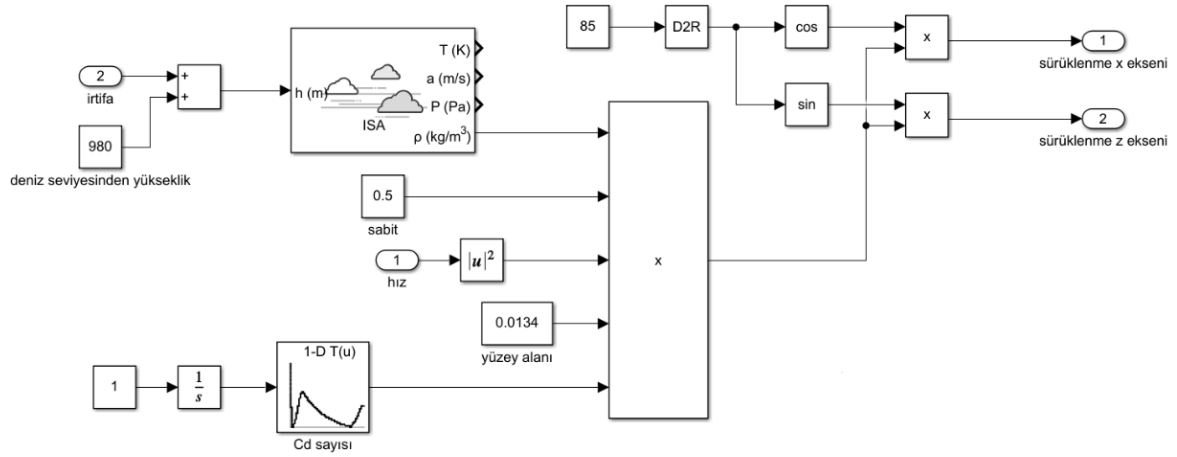 85
D2R
cos
x
1
sürüklenme x ekseni
sin
x
2
sürüklenme z ekseni
2
irtifa
+
+
980
deniz seviyesinden yükseklik
h (m)
T (K)
a (m/s)
P (Pa)
ρ (kg/m³)
ISA
0.5
sabit
1
hız
|u|²
0.0134
yüzey alanı
x
1
1
s
1-D T(u)
Cd sayısı